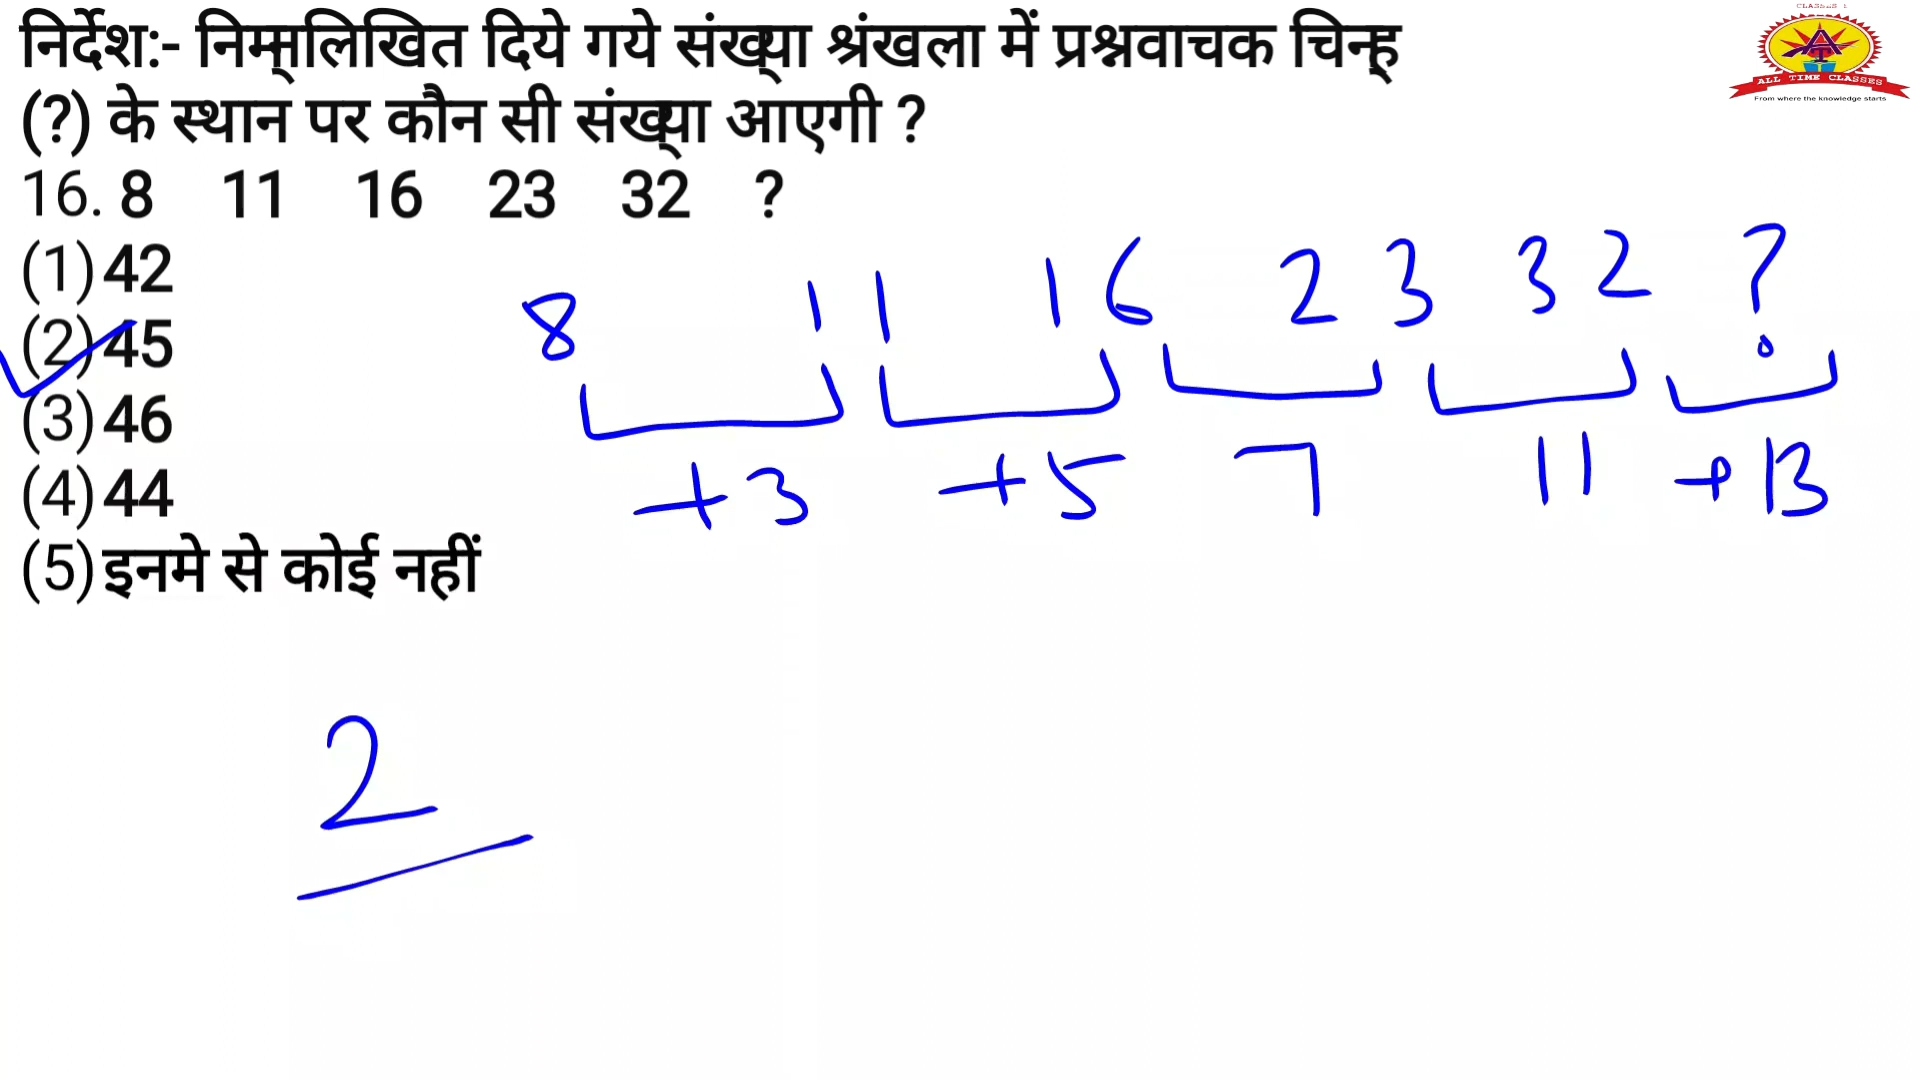 निर्देश:- निम्मलिखित दिये गये संख्या श्रंखला में प्रश्नवाचक चिन्ह्
(?) के स्थान पर कौन सी संख्या आएगी ?
16. 8 11 16 23 32 ?
(1) 42
(2) 45
(3) 46
(4) 44
(5) इनमे से कोई नहीं
8 11 16 23 32 ?
+3 +5 7 11 +13
2
CLASSES
ALL TIME CLASSES
From where the knowledge starts